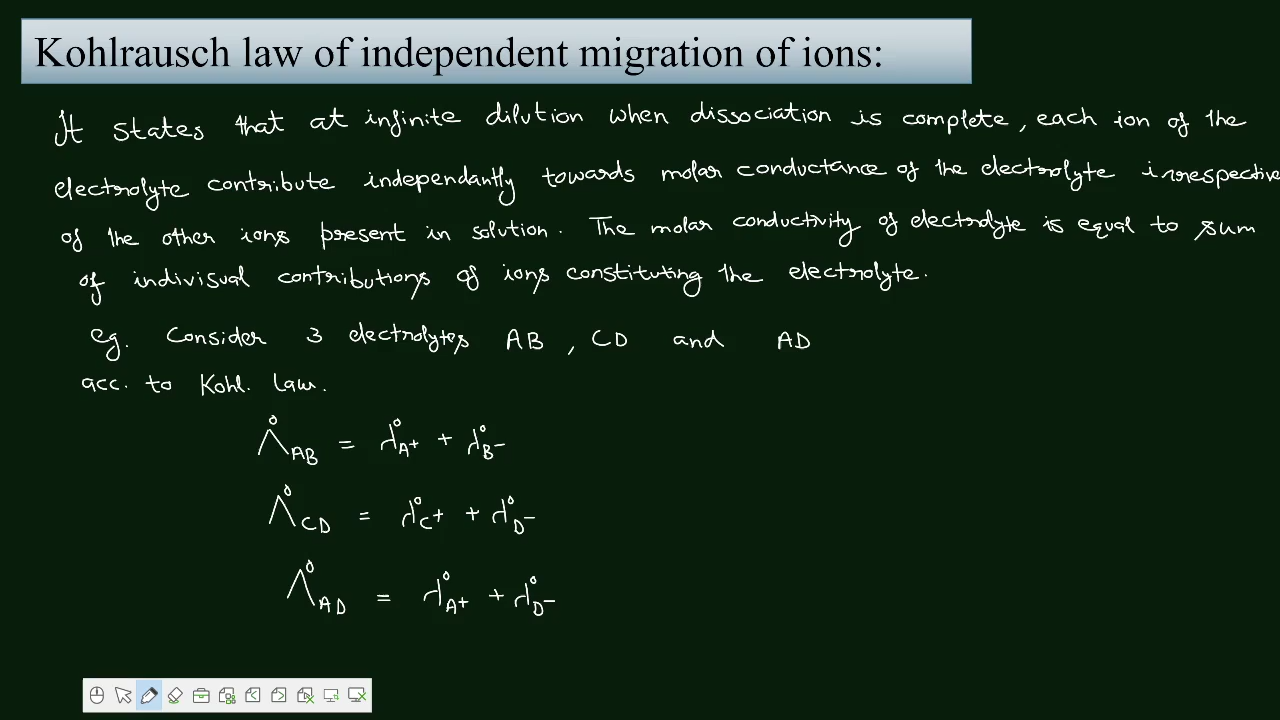 Kohlrausch law of independent migration of ions:
It states that at infinite dilution when dissociation is complete, each ion of the
electrolyte contribute independantly towards molar conductance of the electrolyte irrespective
of the other ions present in solution. The molar conductivity of electrolyte is equal to sum
of indivisual contributions of ions constituting the electrolyte.
eg. Consider 3 electrolytes AB, CD and AD
acc. to Kohl. law.
Λ°AB = λ°A+ + λ°B−
Λ°CD = λ°C+ + λ°D−
Λ°AD = λ°A+ + λ°D−